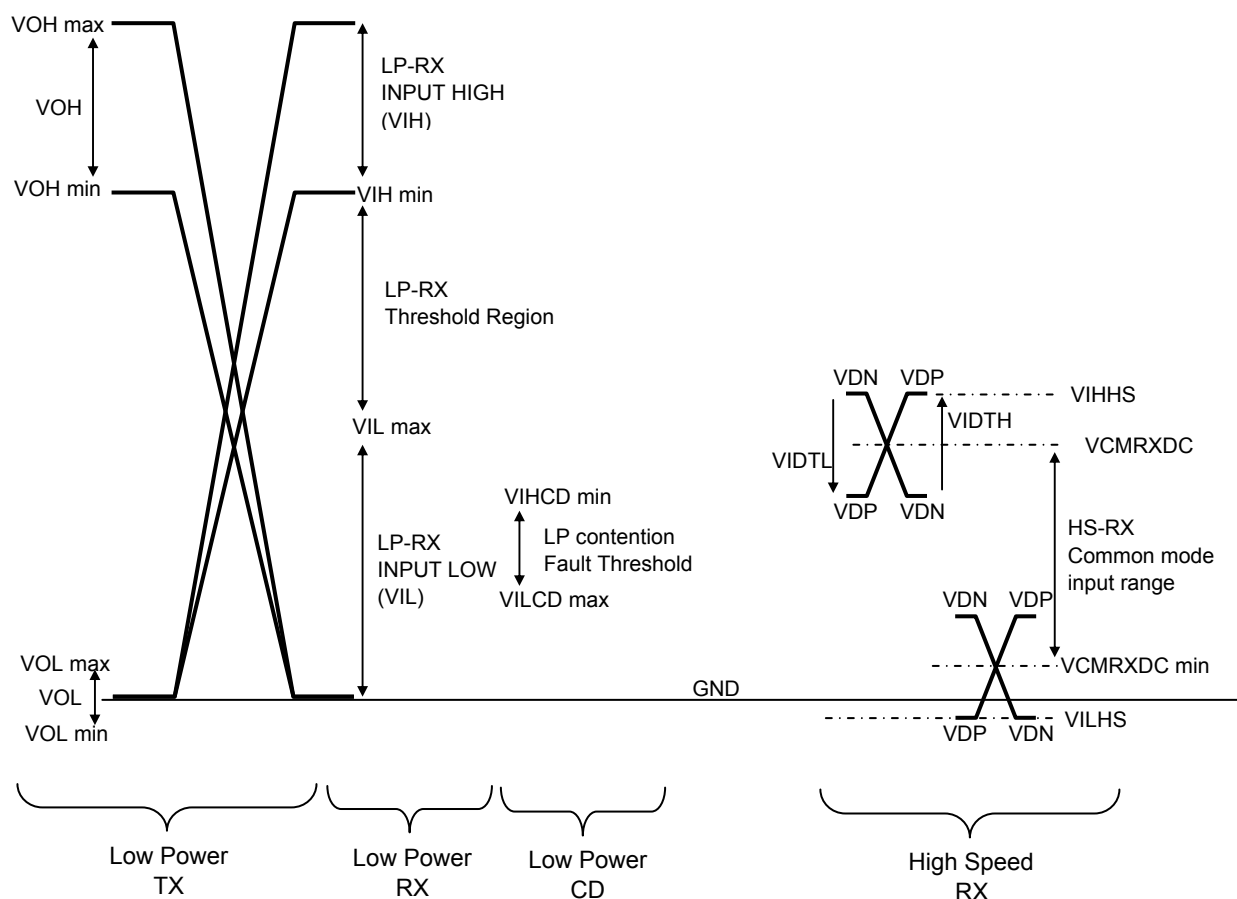 VOH max
VOH
VOH min
VOL max
VOL
VOL min
LP-RX
INPUT HIGH
(VIH)
VIH min
LP-RX
Threshold Region
VIL max
LP-RX
INPUT LOW
(VIL)
VIHCD min
LP contention
Fault Threshold
VILCD max
GND
VDN
VDP
VIHHS
VIDTH
VCMRXDC
VIDTL
VDP
VDN
HS-RX
Common mode
input range
VDN
VDP
VCMRXDC min
VILHS
VDP
VDN
Low Power
TX
Low Power
RX
Low Power
CD
High Speed
RX